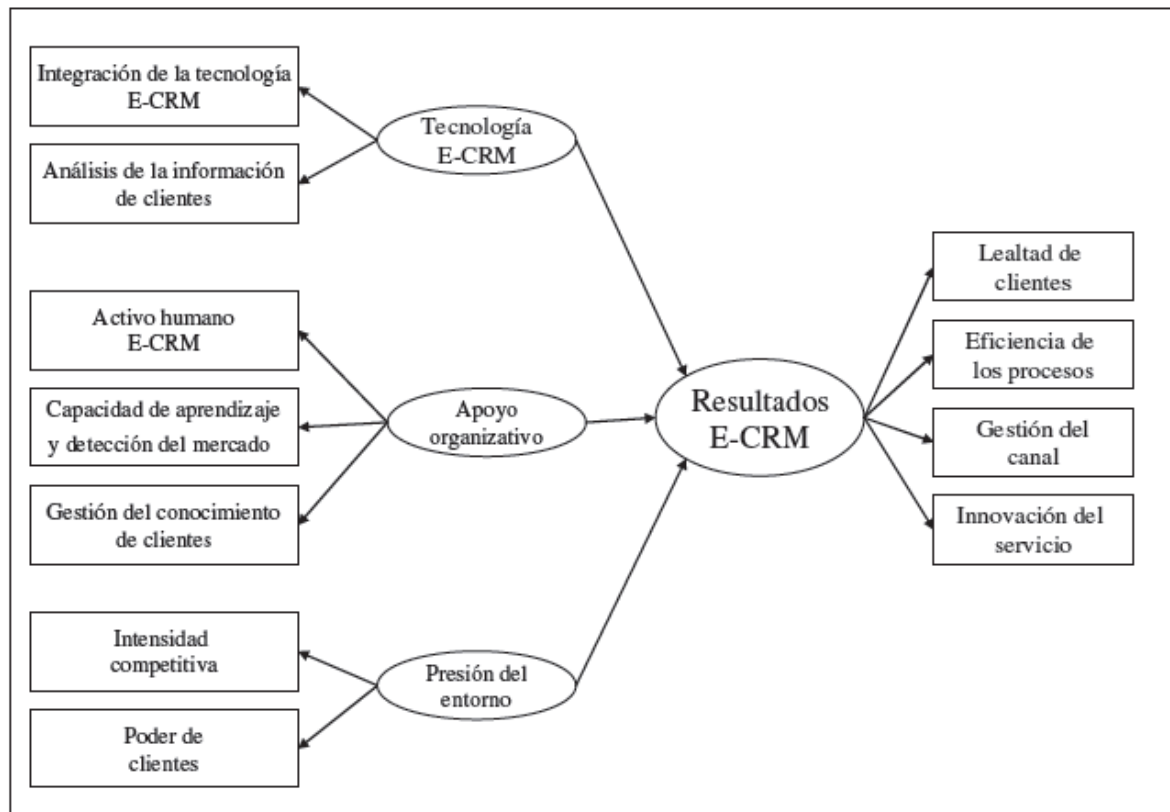 Integración de la tecnología
E-CRM
Análisis de la información
de clientes
Tecnología
E-CRM
Activo humano
E-CRM
Capacidad de aprendizaje
y detección del mercado
Gestión del conocimiento
de clientes
Apoyo
organizativo
Intensidad
competitiva
Poder de
clientes
Presión del
entorno
Resultados
E-CRM
Lealtad de
clientes
Eficiencia de
los procesos
Gestión del
canal
Innovación del
servicio